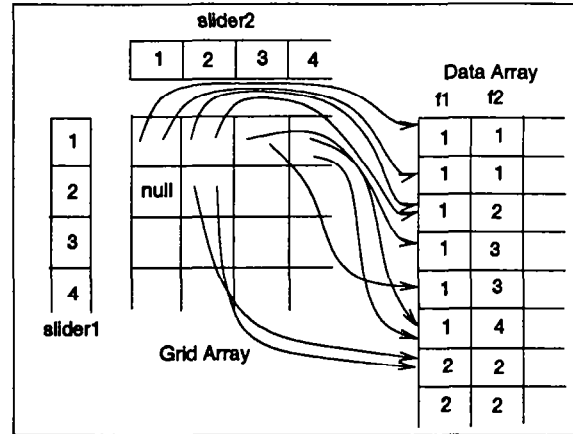 slider2
1 2 3 4
Data Array
f1 f2
1
2
3
4
slider1
null
Grid Array
1 1
1 1
1 2
1 3
1 3
1 4
2 2
2 2